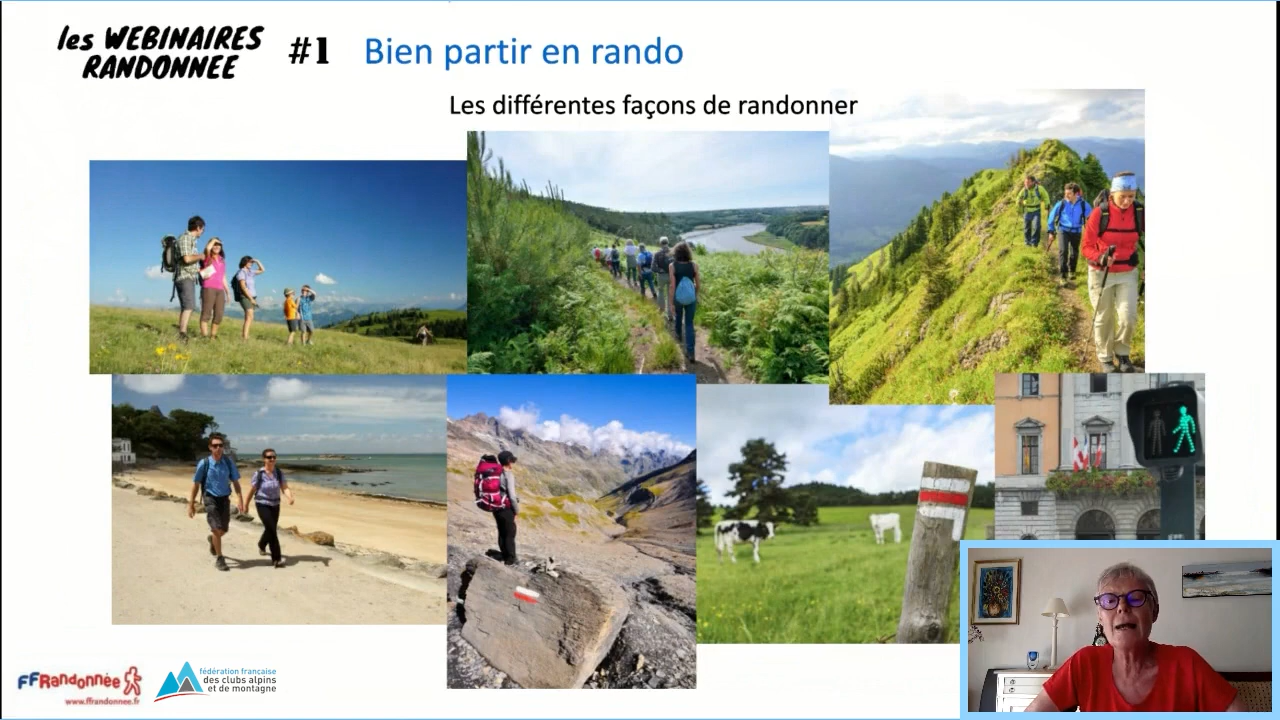 les WEBINAIRES
RANDONNEE
#1
Bien partir en rando
Les différentes façons de randonner
FFRandonnée
www.ffrandonnee.fr
fédération française
des clubs alpins
et de montagne